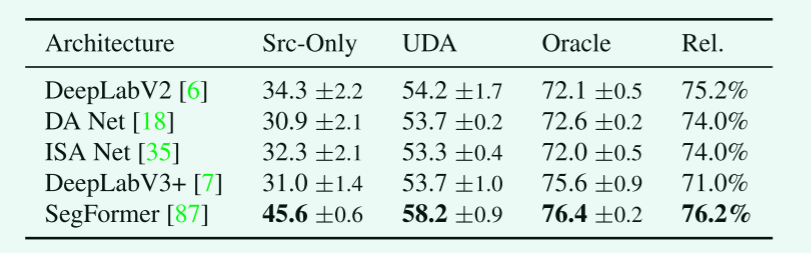 Architecture Src-Only UDA Oracle Rel.
DeepLabV2 [6] 34.3 ±2.2 54.2 ±1.7 72.1 ±0.5 75.2%
DA Net [18] 30.9 ±2.1 53.7 ±0.2 72.6 ±0.2 74.0%
ISA Net [35] 32.3 ±2.1 53.3 ±0.4 72.0 ±0.5 74.0%
DeepLabV3+ [7] 31.0 ±1.4 53.7 ±1.0 75.6 ±0.9 71.0%
SegFormer [87] 45.6 ±0.6 58.2 ±0.9 76.4 ±0.2 76.2%